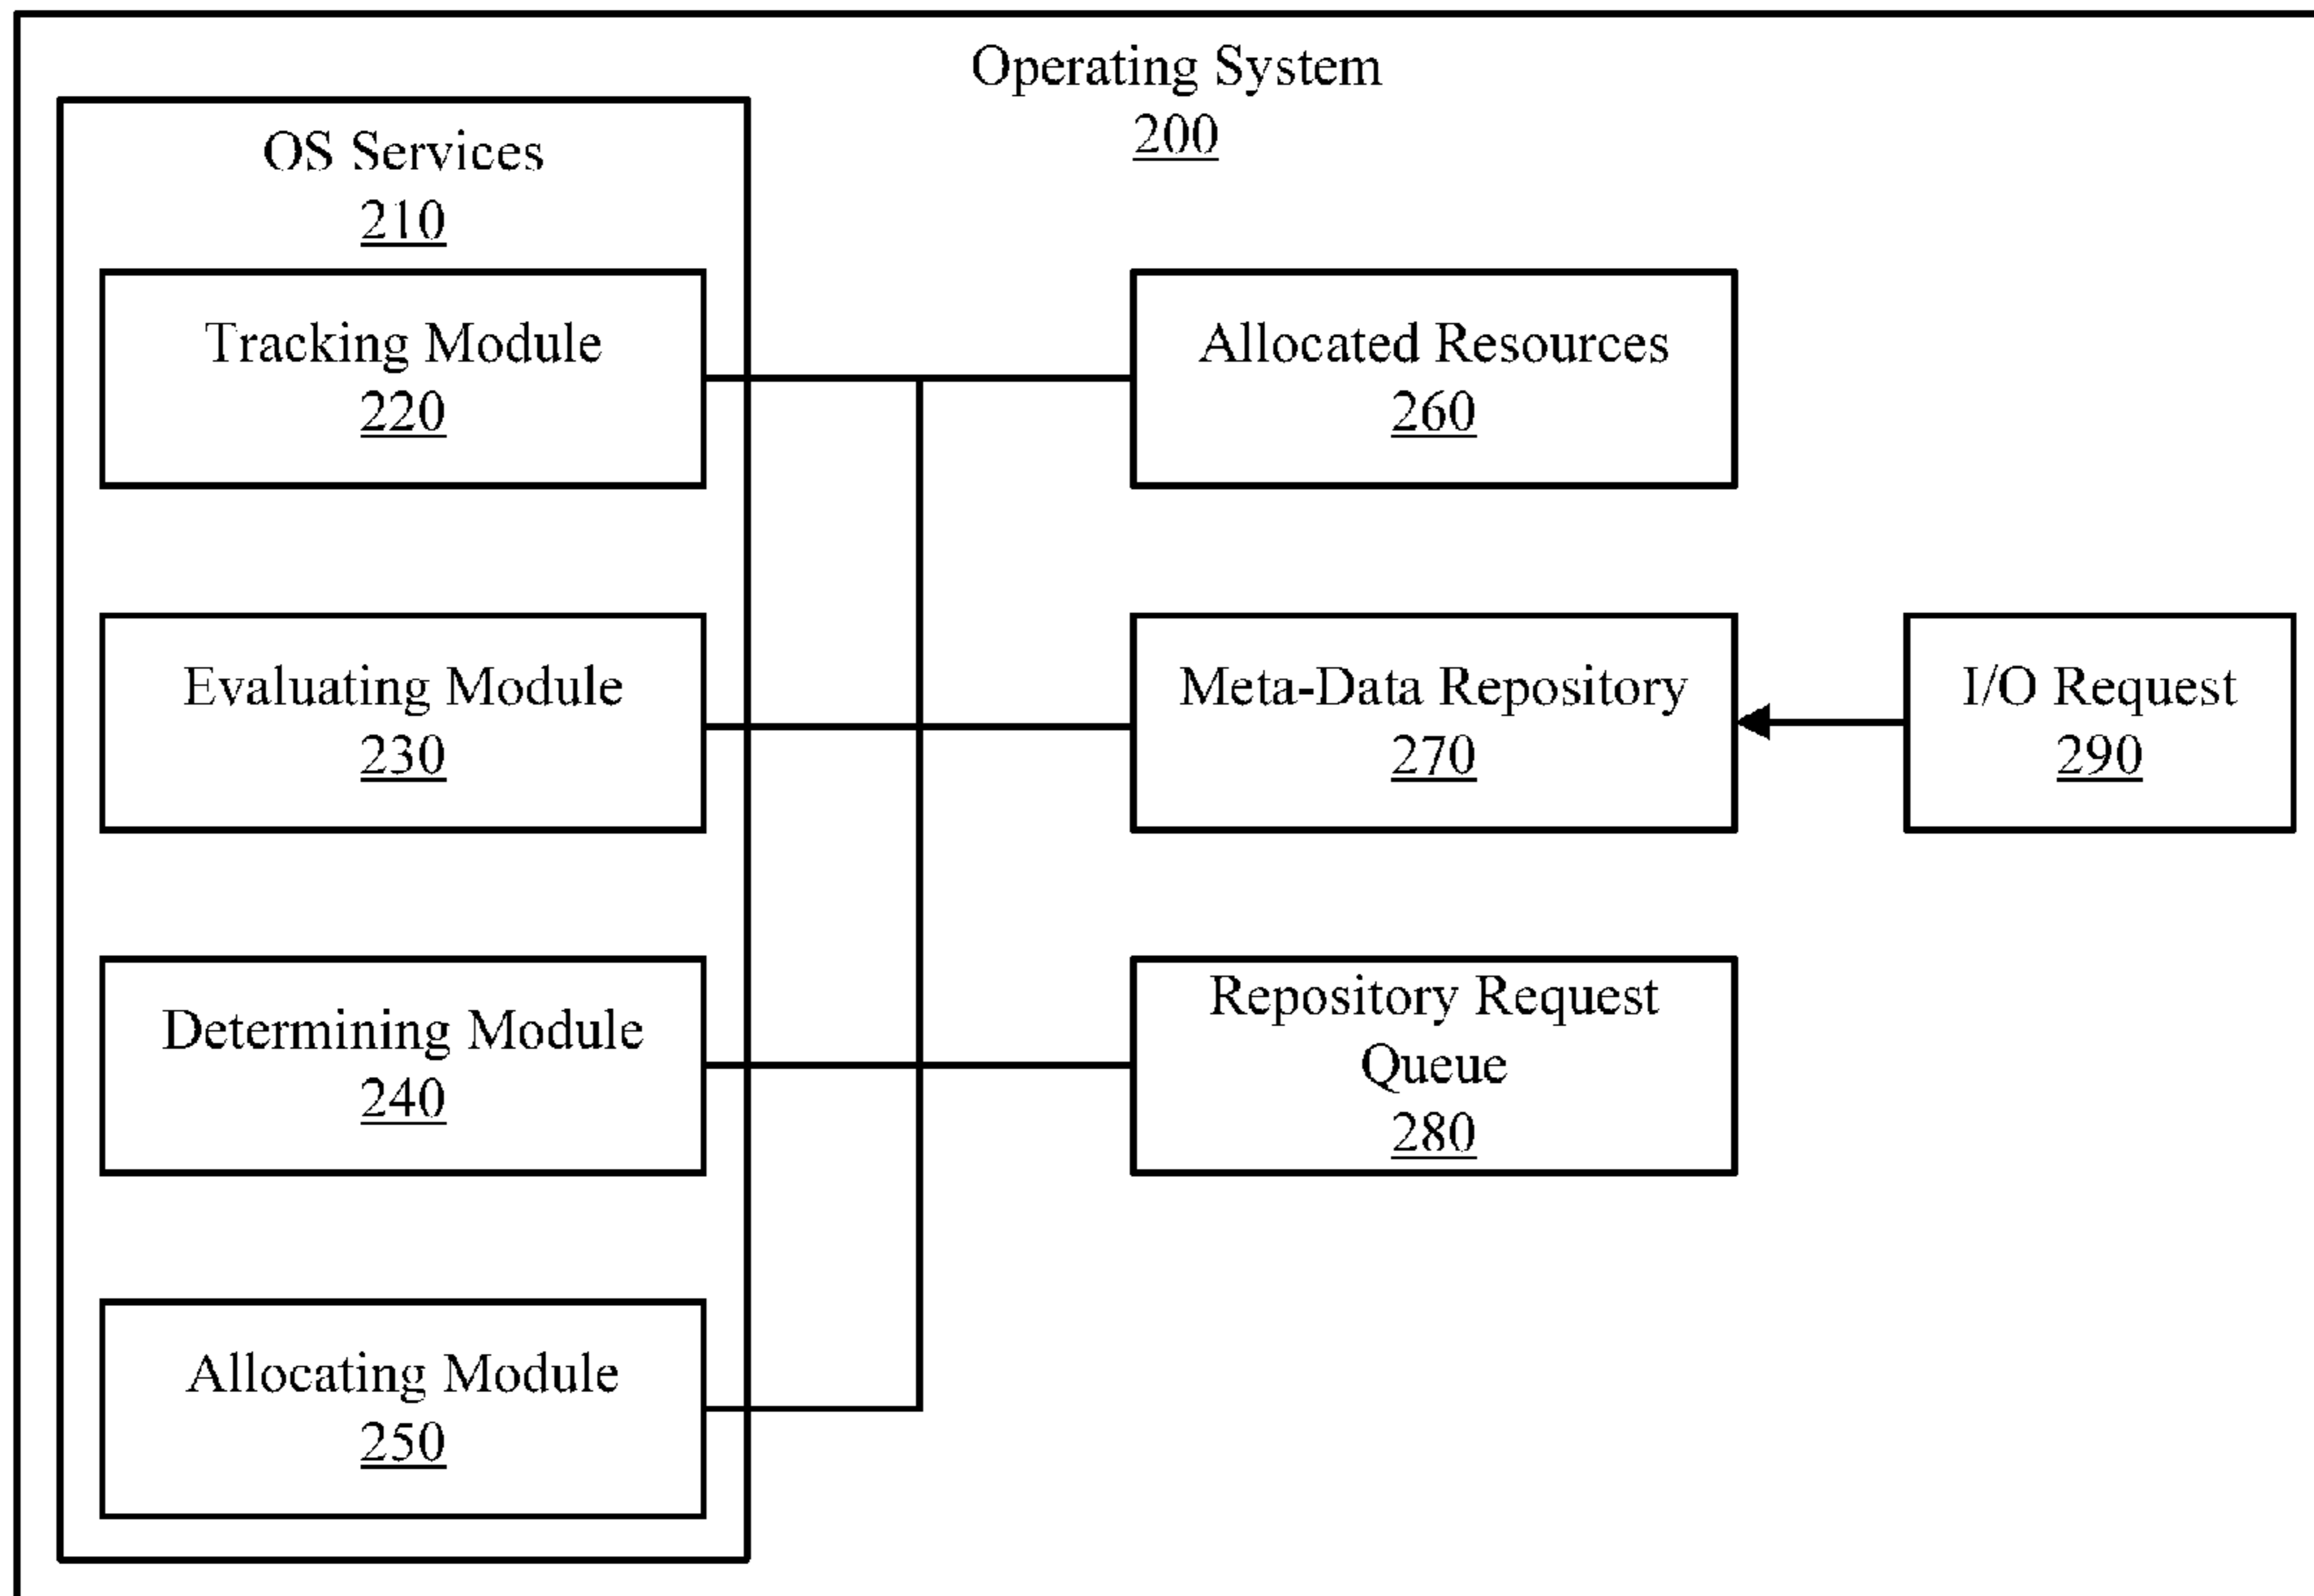 Operating System
200
OS Services
210
Tracking Module
220
Allocated Resources
260
Evaluating Module
230
Meta-Data Repository
270
I/O Request
290
Determining Module
240
Repository Request
Queue
280
Allocating Module
250